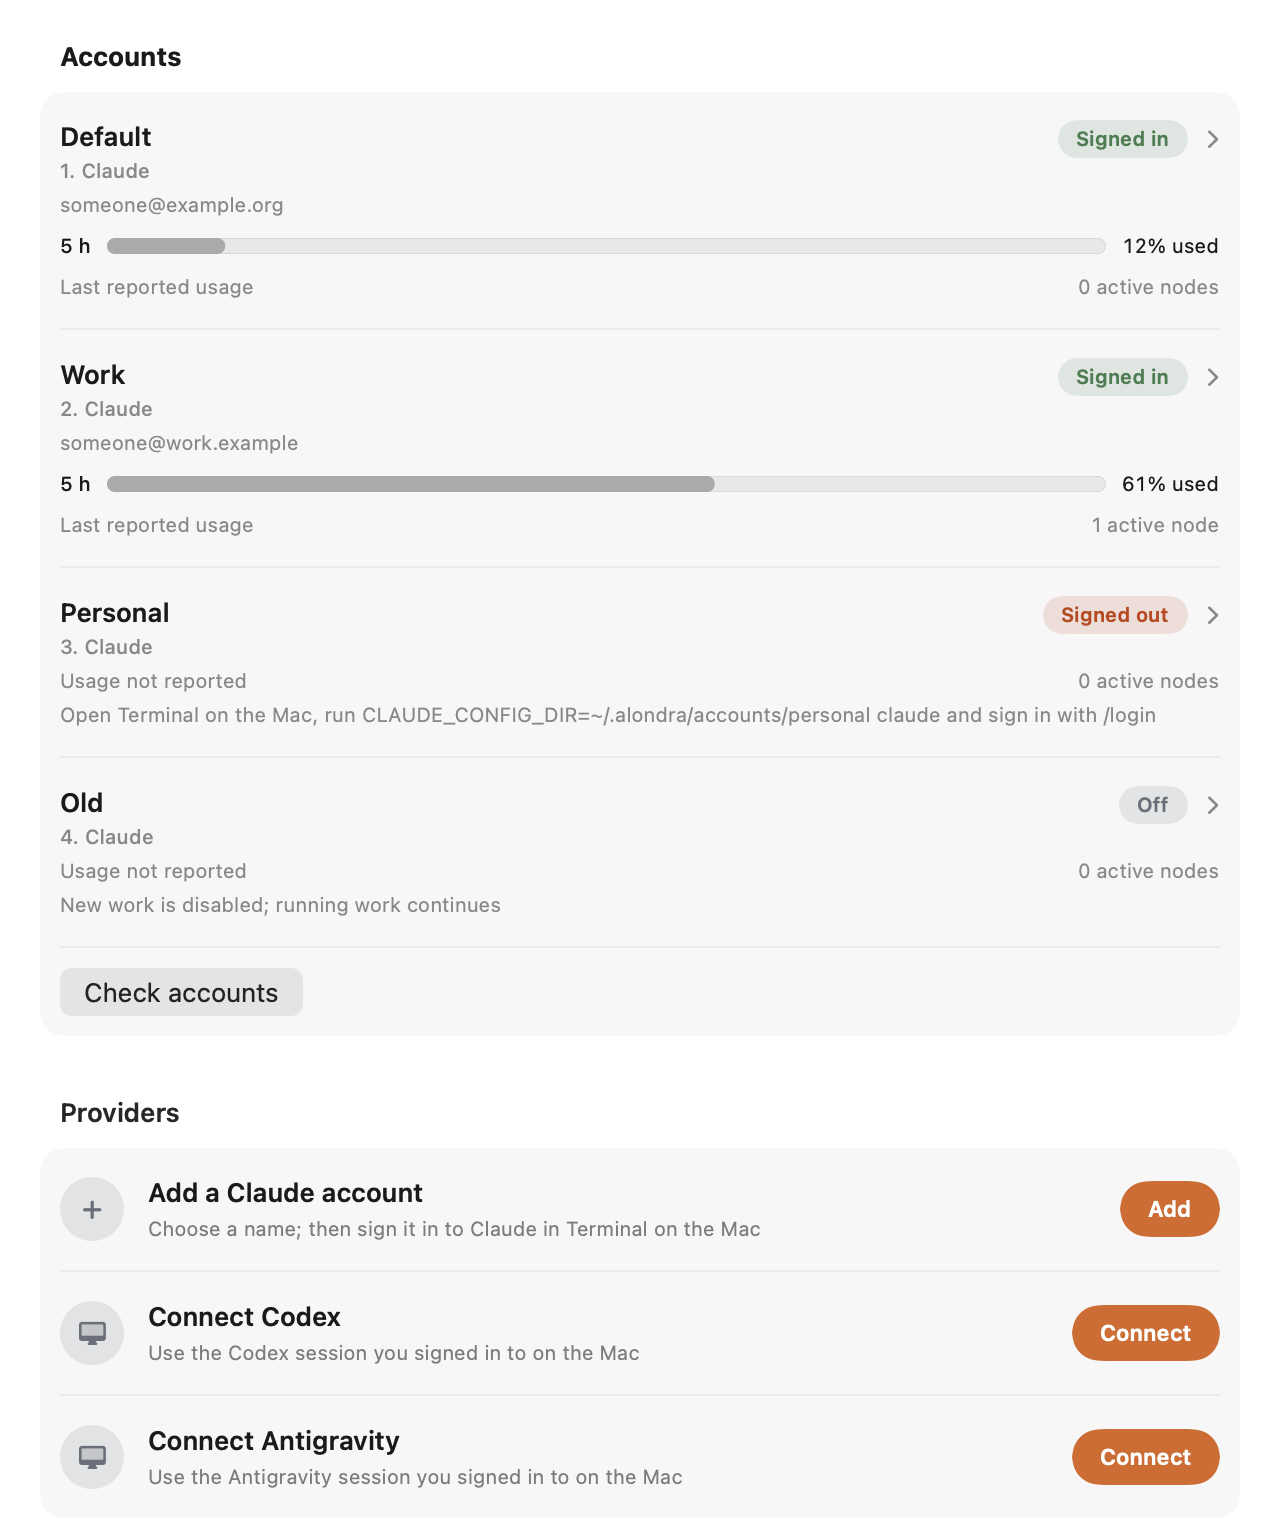 Accounts
Default
Signed in
1. Claude
someone@example.org
5 h
12% used
Last reported usage
0 active nodes
Work
Signed in
2. Claude
someone@work.example
5 h
61% used
Last reported usage
1 active node
Personal
Signed out
3. Claude
Usage not reported
0 active nodes
Open Terminal on the Mac, run CLAUDE_CONFIG_DIR=~/.alondra/accounts/personal claude and sign in with /login
Old
Off
4. Claude
Usage not reported
0 active nodes
New work is disabled; running work continues
Check accounts
Providers
Add a Claude account
Choose a name; then sign it in to Claude in Terminal on the Mac
Add
Connect Codex
Use the Codex session you signed in to on the Mac
Connect
Connect Antigravity
Use the Antigravity session you signed in to on the Mac
Connect